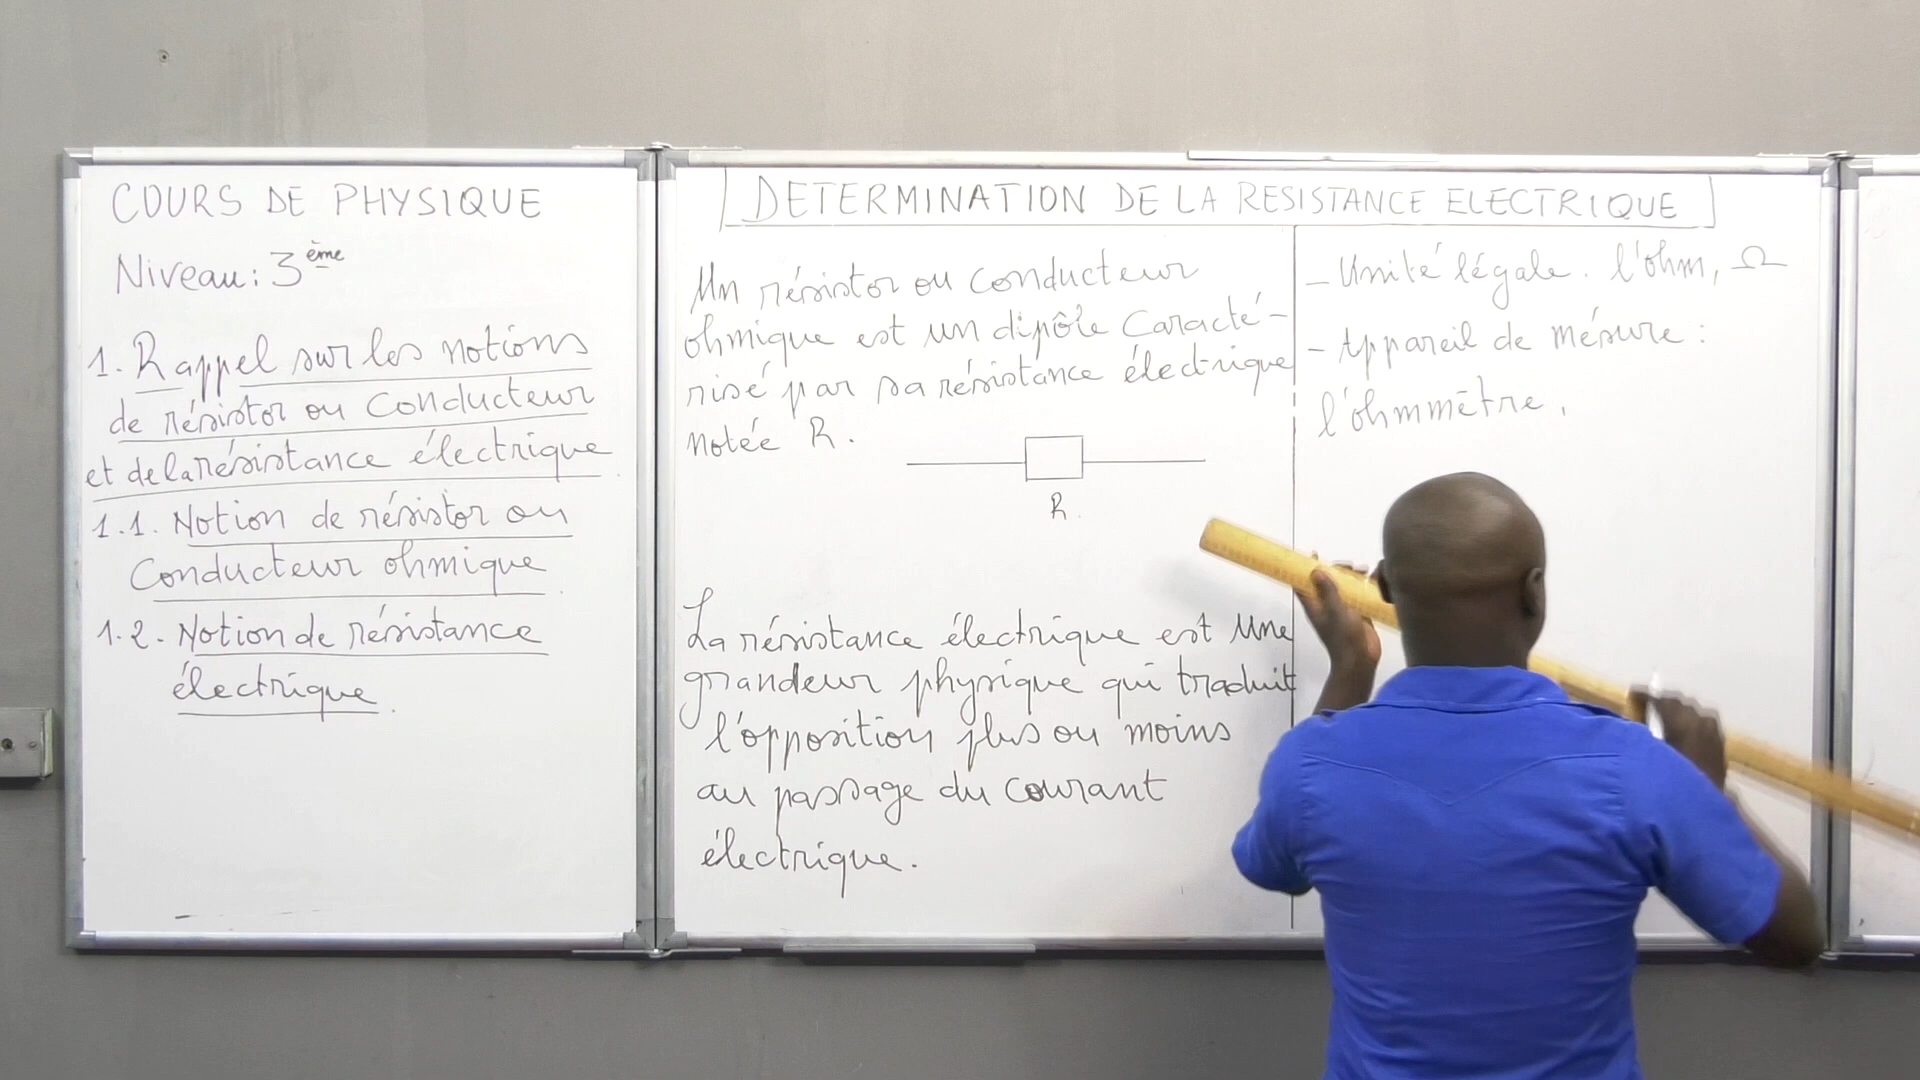 COURS DE PHYSIQUE
Niveau: 3ème
1. Rappel sur les notions
de résistor ou conducteur
et de la résistance électrique
1.1. Notion de résistor ou
conducteur ohmique
1.2. Notion de résistance
électrique.
DETERMINATION DE LA RESISTANCE ELECTRIQUE
Un résistor ou conducteur
ohmique est un dipôle caracté-
risé par sa résistance électrique
notée R.
R.
La résistance électrique est une
grandeur physique qui traduit
l'opposition plus ou moins
au passage du courant
électrique.
- Unité légale. l'ohm, Ω
- Appareil de mésure :
l'ohmmètre.